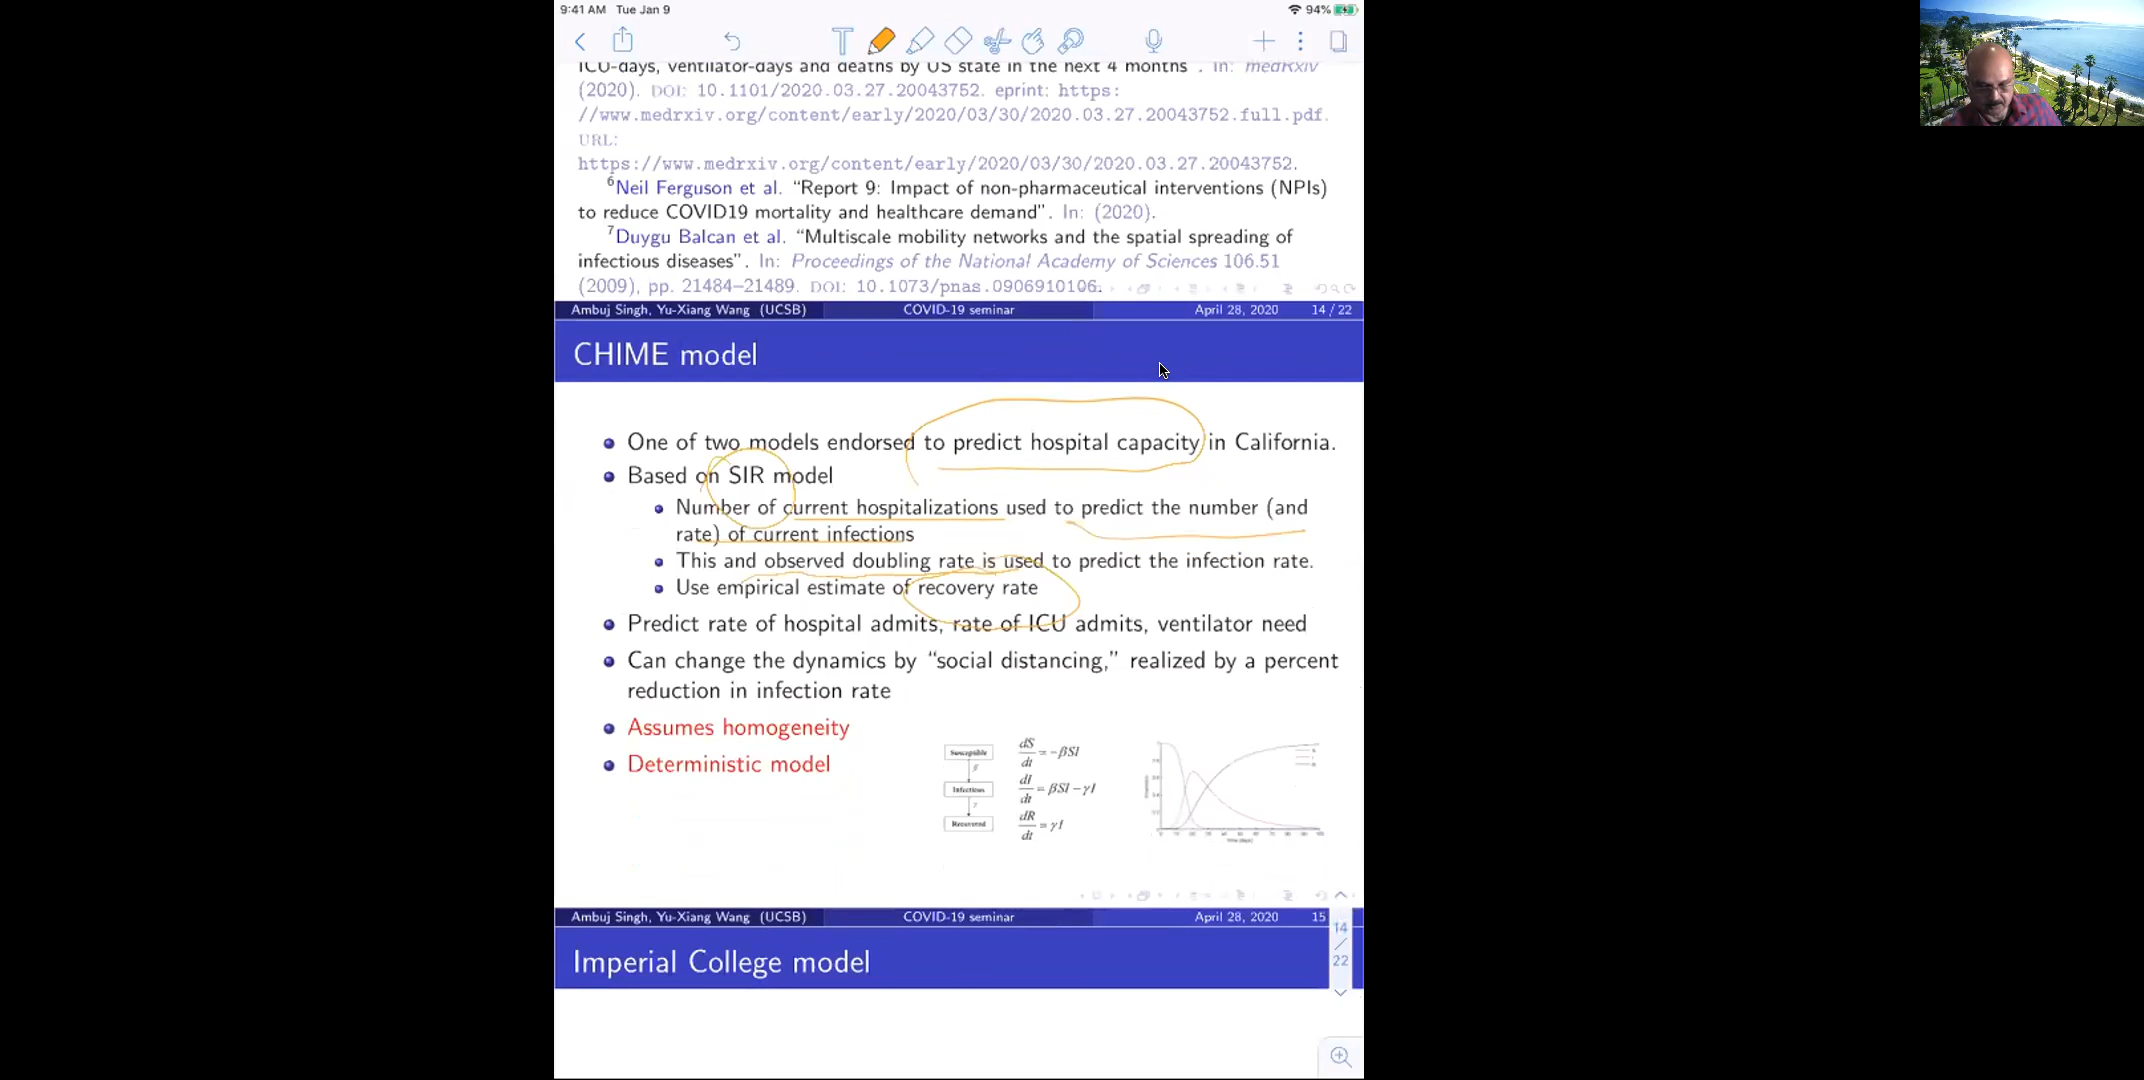 9:41 AM Tue Jan 9
94%
ICU-days, ventilator-days and deaths by US state in the next 4 months". In: medRxiv
(2020). DOI: 10.1101/2020.03.27.20043752. eprint: https:
//www.medrxiv.org/content/early/2020/03/30/2020.03.27.20043752.full.pdf.
URL:
https://www.medrxiv.org/content/early/2020/03/30/2020.03.27.20043752.
6Neil Ferguson et al. “Report 9: Impact of non-pharmaceutical interventions (NPIs)
to reduce COVID19 mortality and healthcare demand”. In: (2020).
7Duygu Balcan et al. “Multiscale mobility networks and the spatial spreading of
infectious diseases”. In: Proceedings of the National Academy of Sciences 106.51
(2009), pp. 21484–21489. DOI: 10.1073/pnas.0906910106.
Ambuj Singh, Yu-Xiang Wang (UCSB) COVID-19 seminar April 28, 2020 14 / 22
CHIME model
One of two models endorsed to predict hospital capacity in California.
Based on SIR model
Number of current hospitalizations used to predict the number (and
rate) of current infections
This and observed doubling rate is used to predict the infection rate.
Use empirical estimate of recovery rate
Predict rate of hospital admits, rate of ICU admits, ventilator need
Can change the dynamics by “social distancing,” realized by a percent
reduction in infection rate
Assumes homogeneity
Deterministic model
Susceptible
Infectious
Recovered
dS/dt = -βSI
dI/dt = βSI - γI
dR/dt = γI
Ambuj Singh, Yu-Xiang Wang (UCSB) COVID-19 seminar April 28, 2020 15
14
/
22
Imperial College model